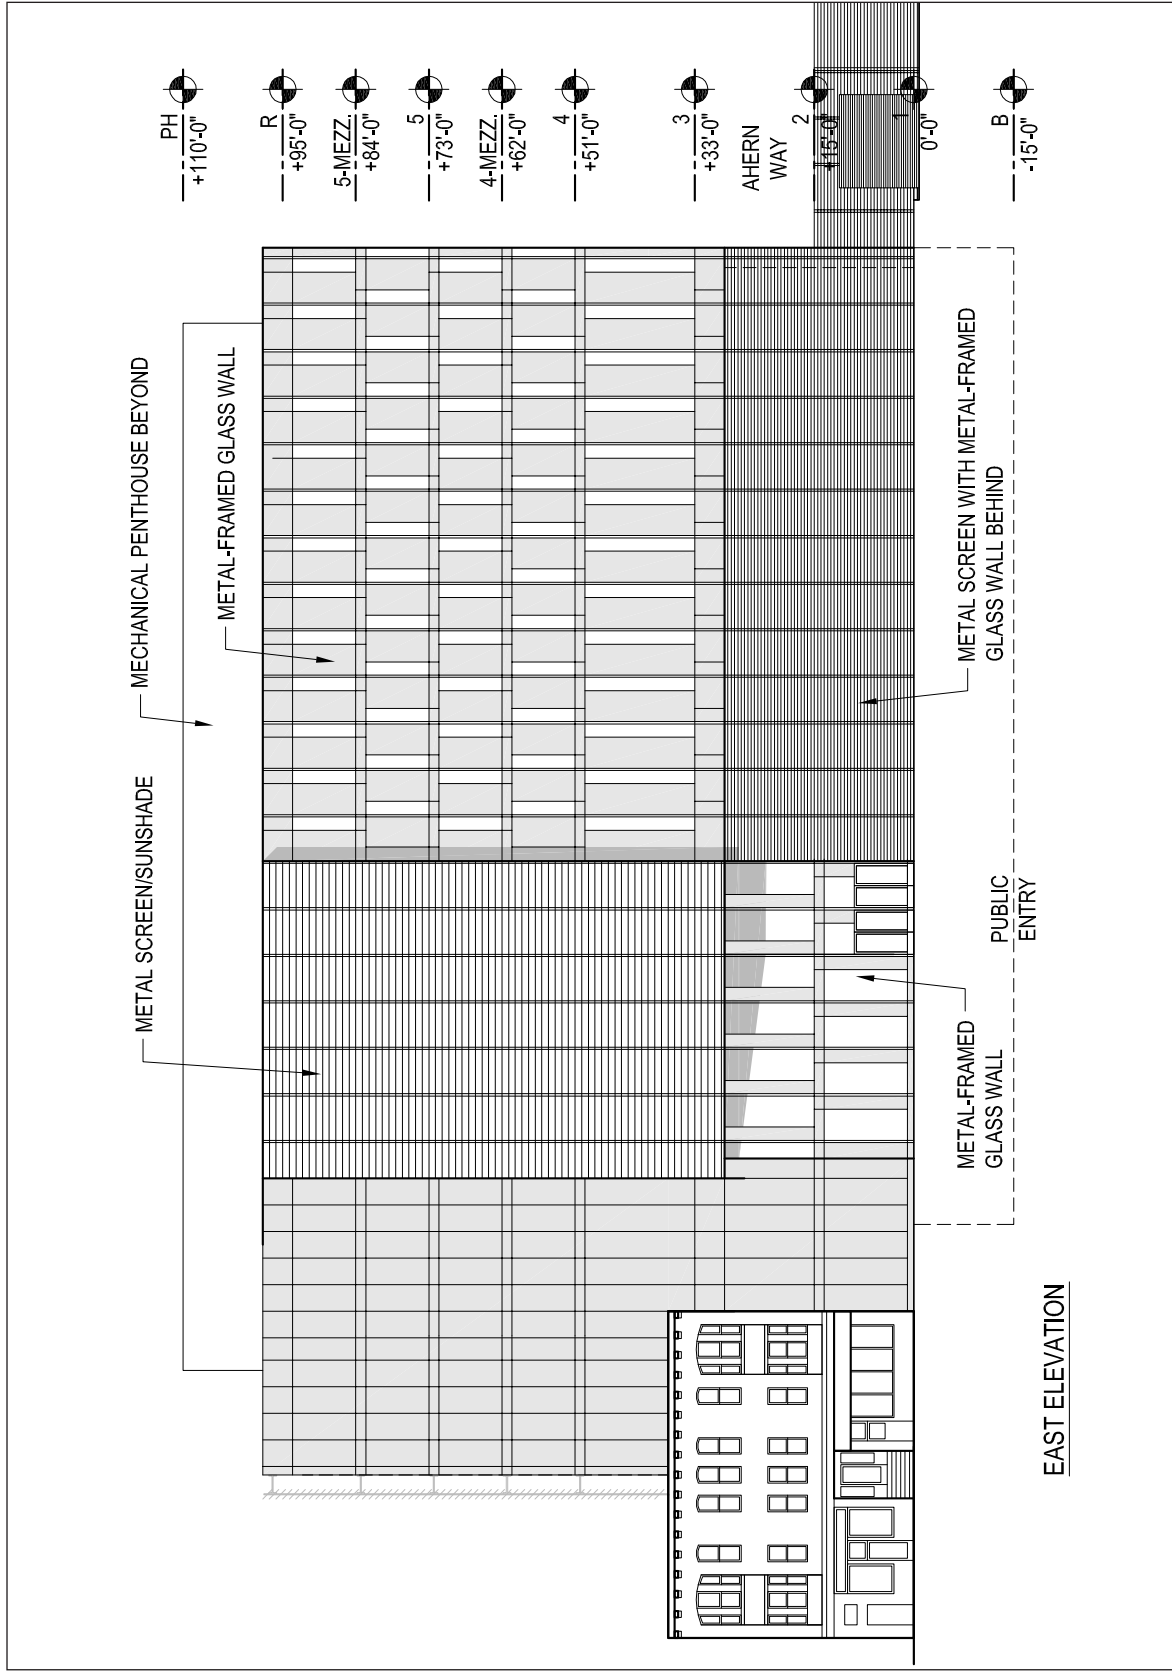 MECHANICAL PENTHOUSE BEYOND
METAL SCREEN/SUNSHADE
METAL-FRAMED GLASS WALL
PH
+110'-0"
R
+95'-0"
5-MEZZ.
+84'-0"
5
+73'-0"
4-MEZZ.
+62'-0"
4
+51'-0"
3
+33'-0"
AHERN
WAY
2
+15'-0"
1
0'-0"
B
-15'-0"
METAL-FRAMED
GLASS WALL
PUBLIC
ENTRY
METAL SCREEN WITH METAL-FRAMED
GLASS WALL BEHIND
EAST ELEVATION